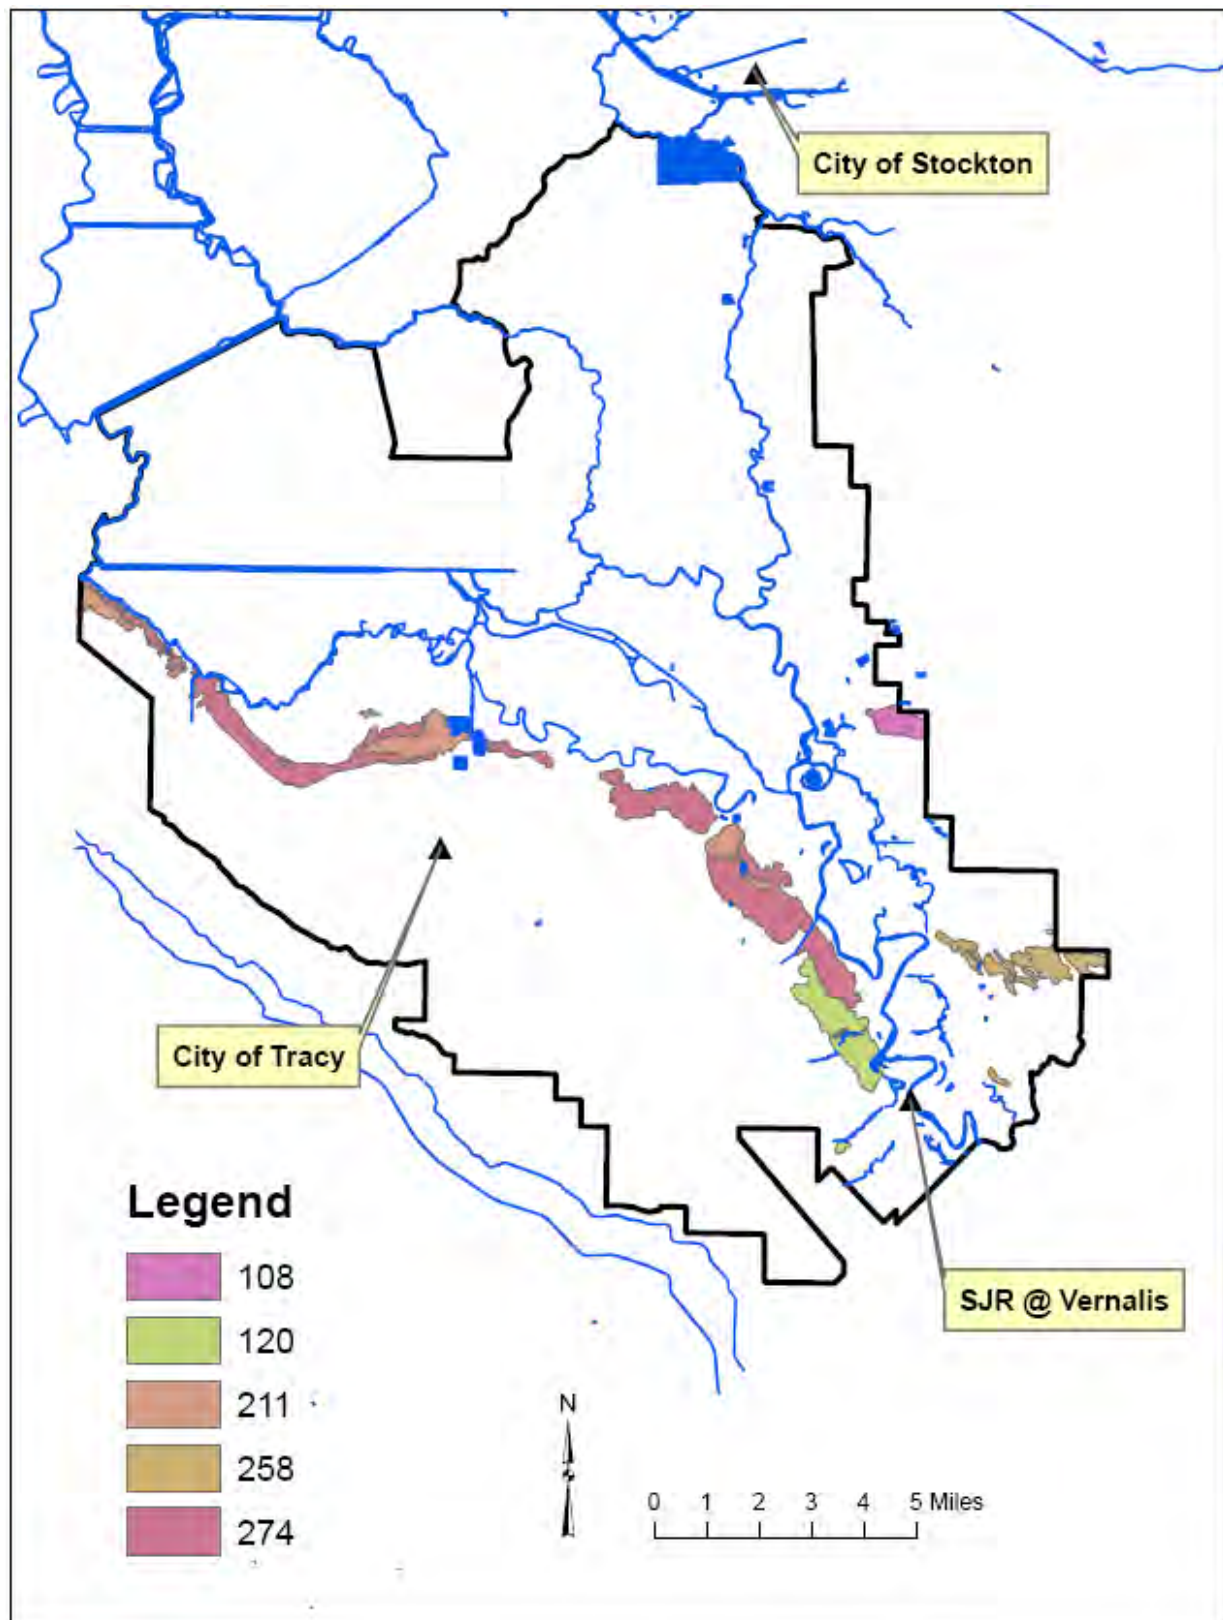 City of Stockton
City of Tracy
SJR @ Vernalis
Legend
108
120
211
258
274
N
0 1 2 3 4 5 Miles